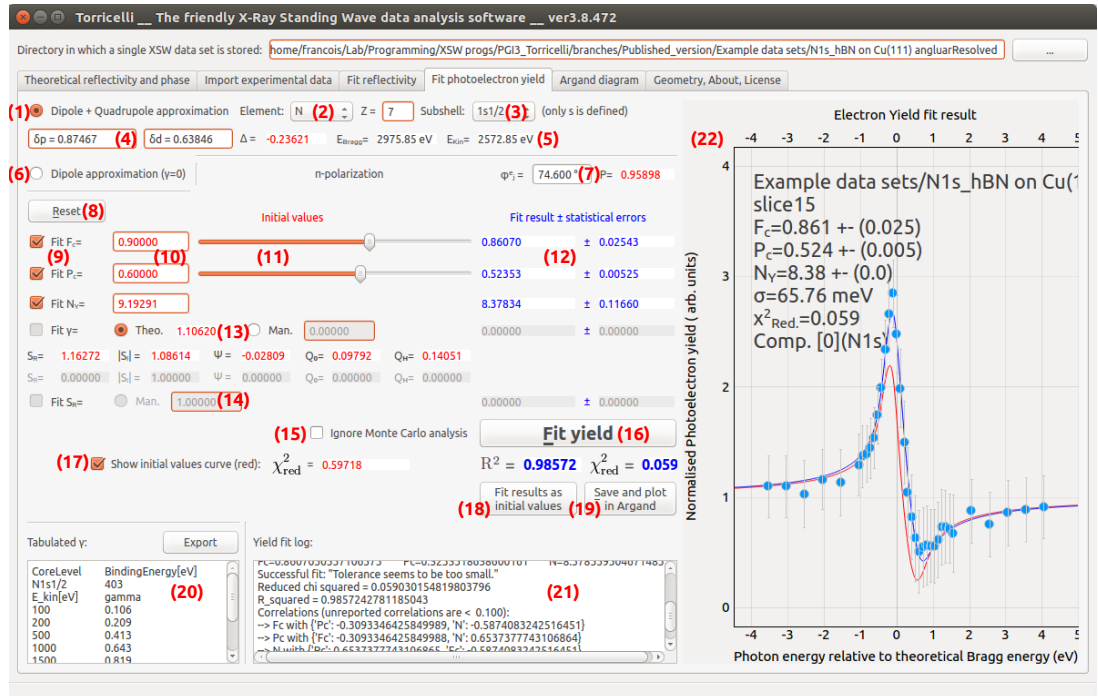 Torricelli __ The friendly X-Ray Standing Wave data analysis software __ ver3.8.472
Directory in which a single XSW data set is stored: home/francois/Lab/Programming/XSW progs/PGI3_Torricelli/branches/Published_version/Example data sets/N1s_hBN on Cu(111) angluarResolved ...
Theoretical reflectivity and phase Import experimental data Fit reflectivity Fit photoelectron yield Argand diagram Geometry, About, License
(1) Dipole + Quadrupole approximation Element: N (2) Z = 7 Subshell: 1s1/2 (3) (only s is defined)
δp = 0.87467 (4) δd = 0.63846 Δ = -0.23621 EBragg= 2975.85 eV EKin= 2572.85 eV (5)
(6) Dipole approximation (γ=0) π-polarization φᵉⱼ = 74.600 ° (7) P= 0.95898
Reset (8) Initial values Fit result ± statistical errors
Fit Fc= 0.90000 0.86070 ± 0.02543
(9) (10) (11) (12)
Fit Pc= 0.60000 0.52353 ± 0.00525
Fit NY= 9.19291 8.37834 ± 0.11660
Fit γ= Theo. 1.10620 (13) Man. 0.00000 0.00000 ± 0.00000
SR= 1.16272 |SI| = 1.08614 Ψ = -0.02809 Q0= 0.09792 QH= 0.14051
SR= 0.00000 |SI| = 1.00000 Ψ = 0.00000 Q0= 0.00000 QH= 0.00000
Fit SR= Man. 1.00000 (14) 0.00000 ± 0.00000
(15) Ignore Monte Carlo analysis Fit yield (16)
(17) Show initial values curve (red): χ²red = 0.59718 R² = 0.98572 χ²red = 0.059
(18) Fit results as initial values (19) Save and plot in Argand
Tabulated γ: Export Yield fit log:
CoreLevel BindingEnergy[eV]
N1s1/2 403
E_kin[eV] gamma (20)
100 0.106
200 0.209
500 0.413
1000 0.643
1500 0.819
Successful fit: "Tolerance seems to be too small."
Reduced chi squared = 0.059030154819803796 (21)
R_squared = 0.9857242781185043
Correlations (unreported correlations are < 0.100):
--> Fc with {'Pc': -0.3093346425849989, 'N': -0.5874083242516451}
--> Pc with {'Fc': -0.3093346425849988, 'N': 0.6537377743106864}
--> N with {'Pc': 0.6537377743106865, 'Fc': -0.5874083242516451}
Electron Yield fit result
(22) -4 -3 -2 -1 0 1 2 3 4 5
Example data sets/N1s_hBN on Cu(1
slice15
Fc=0.861 +- (0.025)
Pc=0.524 +- (0.005)
NY=8.38 +- (0.0)
σ=65.76 meV
x²Red.=0.059
Comp. [0](N1s)
Normalised Photoelectron yield ( arb. units)
4
3
2
1
0
-4 -3 -2 -1 0 1 2 3 4 5
Photon energy relative to theoretical Bragg energy (eV)